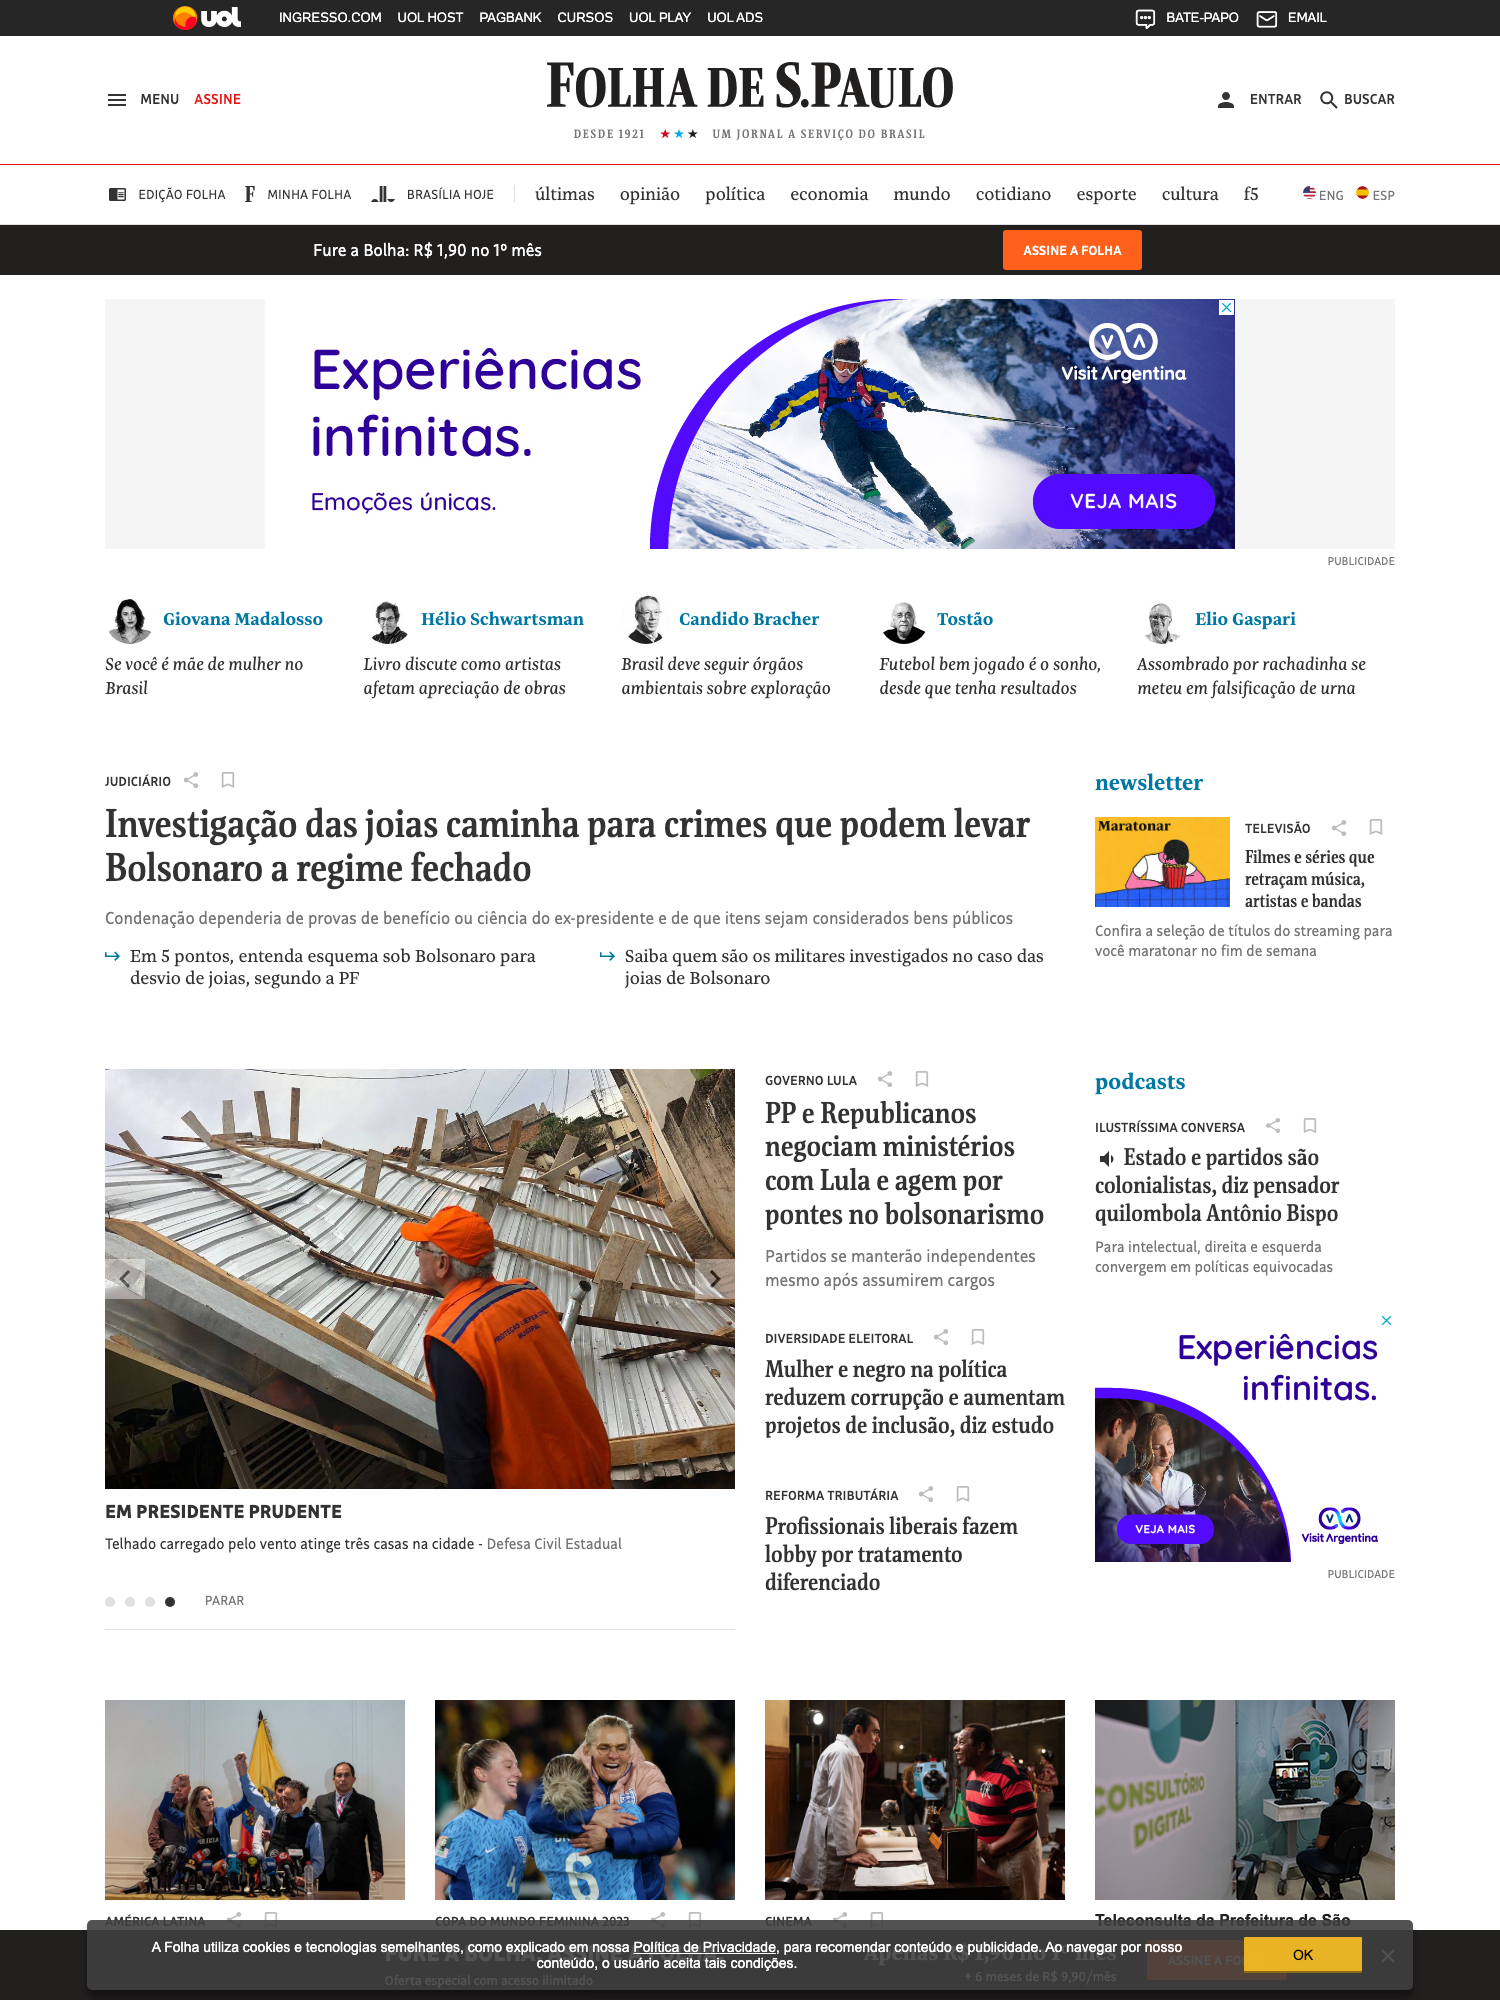 uol
INGRESSO.COM UOL HOST PAGBANK CURSOS UOL PLAY UOL ADS
BATE-PAPO EMAIL
MENU ASSINE
FOLHA DE S.PAULO
DESDE 1921 ★★★ UM JORNAL A SERVIÇO DO BRASIL
ENTRAR BUSCAR
EDIÇÃO FOLHA F MINHA FOLHA BRASÍLIA HOJE
últimas opinião política economia mundo cotidiano esporte cultura f5
ENG ESP
Fure a Bolha: R$ 1,90 no 1º mês
ASSINE A FOLHA
Experiências
infinitas.
Emoções únicas.
Visit Argentina
VEJA MAIS
PUBLICIDADE
Giovana Madalosso
Se você é mãe de mulher no
Brasil
Hélio Schwartsman
Livro discute como artistas
afetam apreciação de obras
Candido Bracher
Brasil deve seguir órgãos
ambientais sobre exploração
Tostão
Futebol bem jogado é o sonho,
desde que tenha resultados
Elio Gaspari
Assombrado por rachadinha se
meteu em falsificação de urna
JUDICIÁRIO
Investigação das joias caminha para crimes que podem levar
Bolsonaro a regime fechado
Condenação dependeria de provas de benefício ou ciência do ex-presidente e de que itens sejam considerados bens públicos
Em 5 pontos, entenda esquema sob Bolsonaro para
desvio de joias, segundo a PF
Saiba quem são os militares investigados no caso das
joias de Bolsonaro
newsletter
Maratonar
TELEVISÃO
Filmes e séries que
retraçam música,
artistas e bandas
Confira a seleção de títulos do streaming para
você maratonar no fim de semana
EM PRESIDENTE PRUDENTE
Telhado carregado pelo vento atinge três casas na cidade - Defesa Civil Estadual
PARAR
GOVERNO LULA
PP e Republicanos
negociam ministérios
com Lula e agem por
pontes no bolsonarismo
Partidos se manterão independentes
mesmo após assumirem cargos
DIVERSIDADE ELEITORAL
Mulher e negro na política
reduzem corrupção e aumentam
projetos de inclusão, diz estudo
REFORMA TRIBUTÁRIA
Profissionais liberais fazem
lobby por tratamento
diferenciado
podcasts
ILUSTRÍSSIMA CONVERSA
Estado e partidos são
colonialistas, diz pensador
quilombola Antônio Bispo
Para intelectual, direita e esquerda
convergem em políticas equivocadas
Experiências
infinitas.
VEJA MAIS
Visit Argentina
PUBLICIDADE
POLICIA
4
6
CONSULTÓRIO
DIGITAL
AMÉRICA LATINA
COPA DO MUNDO FEMININA 2023
CINEMA
Teleconsulta da Prefeitura de São
A Folha utiliza cookies e tecnologias semelhantes, como explicado em nossa Política de Privacidade, para recomendar conteúdo e publicidade. Ao navegar por nosso
conteúdo, o usuário aceita tais condições.
OK
Oferta especial com acesso ilimitado
Apenas R$ 1,90 no 1º mês
+ 6 meses de R$ 9,90/mês
ASSINE A FO